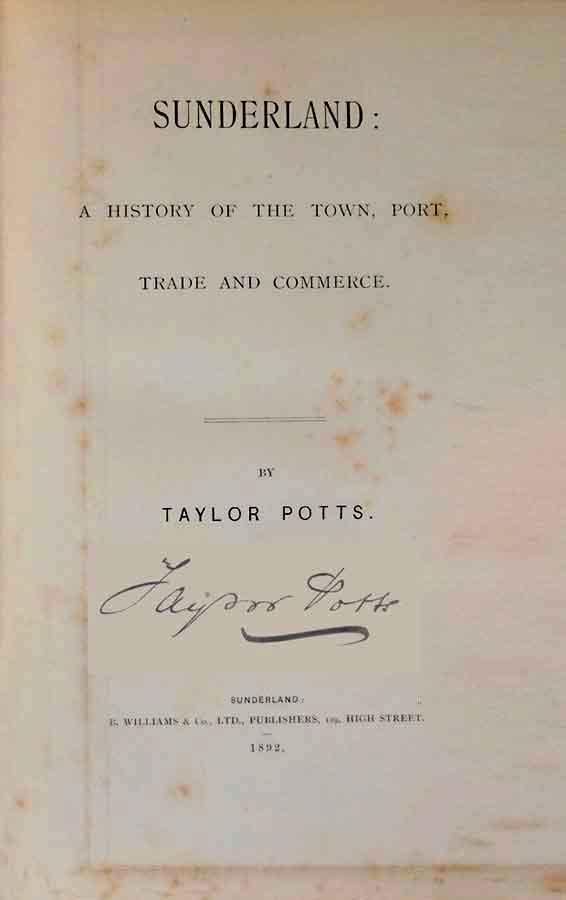 SUNDERLAND:
A HISTORY OF THE TOWN, PORT,
TRADE AND COMMERCE.
BY
TAYLOR POTTS.
Taylor Potts
SUNDERLAND:
B. WILLIAMS & Co., LTD., PUBLISHERS, 129, HIGH STREET.
1892.